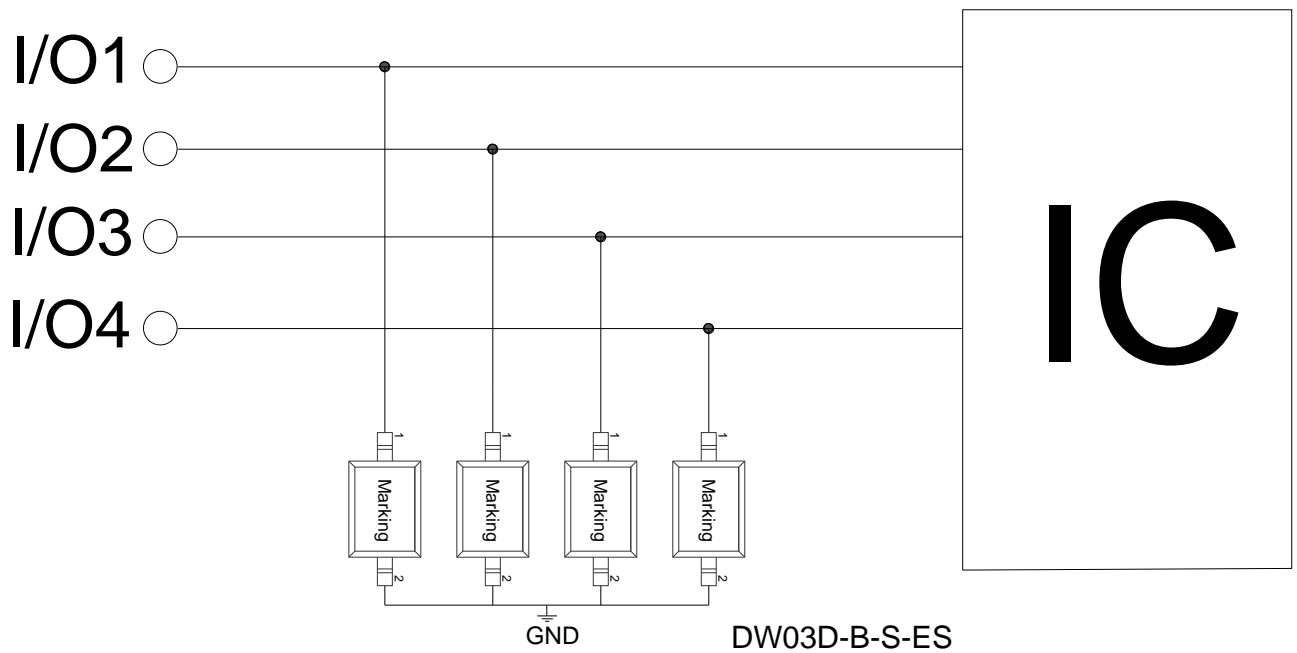 I/O1
I/O2
I/O3
I/O4
IC
1 1 1 1
Marking Marking Marking Marking
2 2 2 2
GND
DW03D-B-S-ES